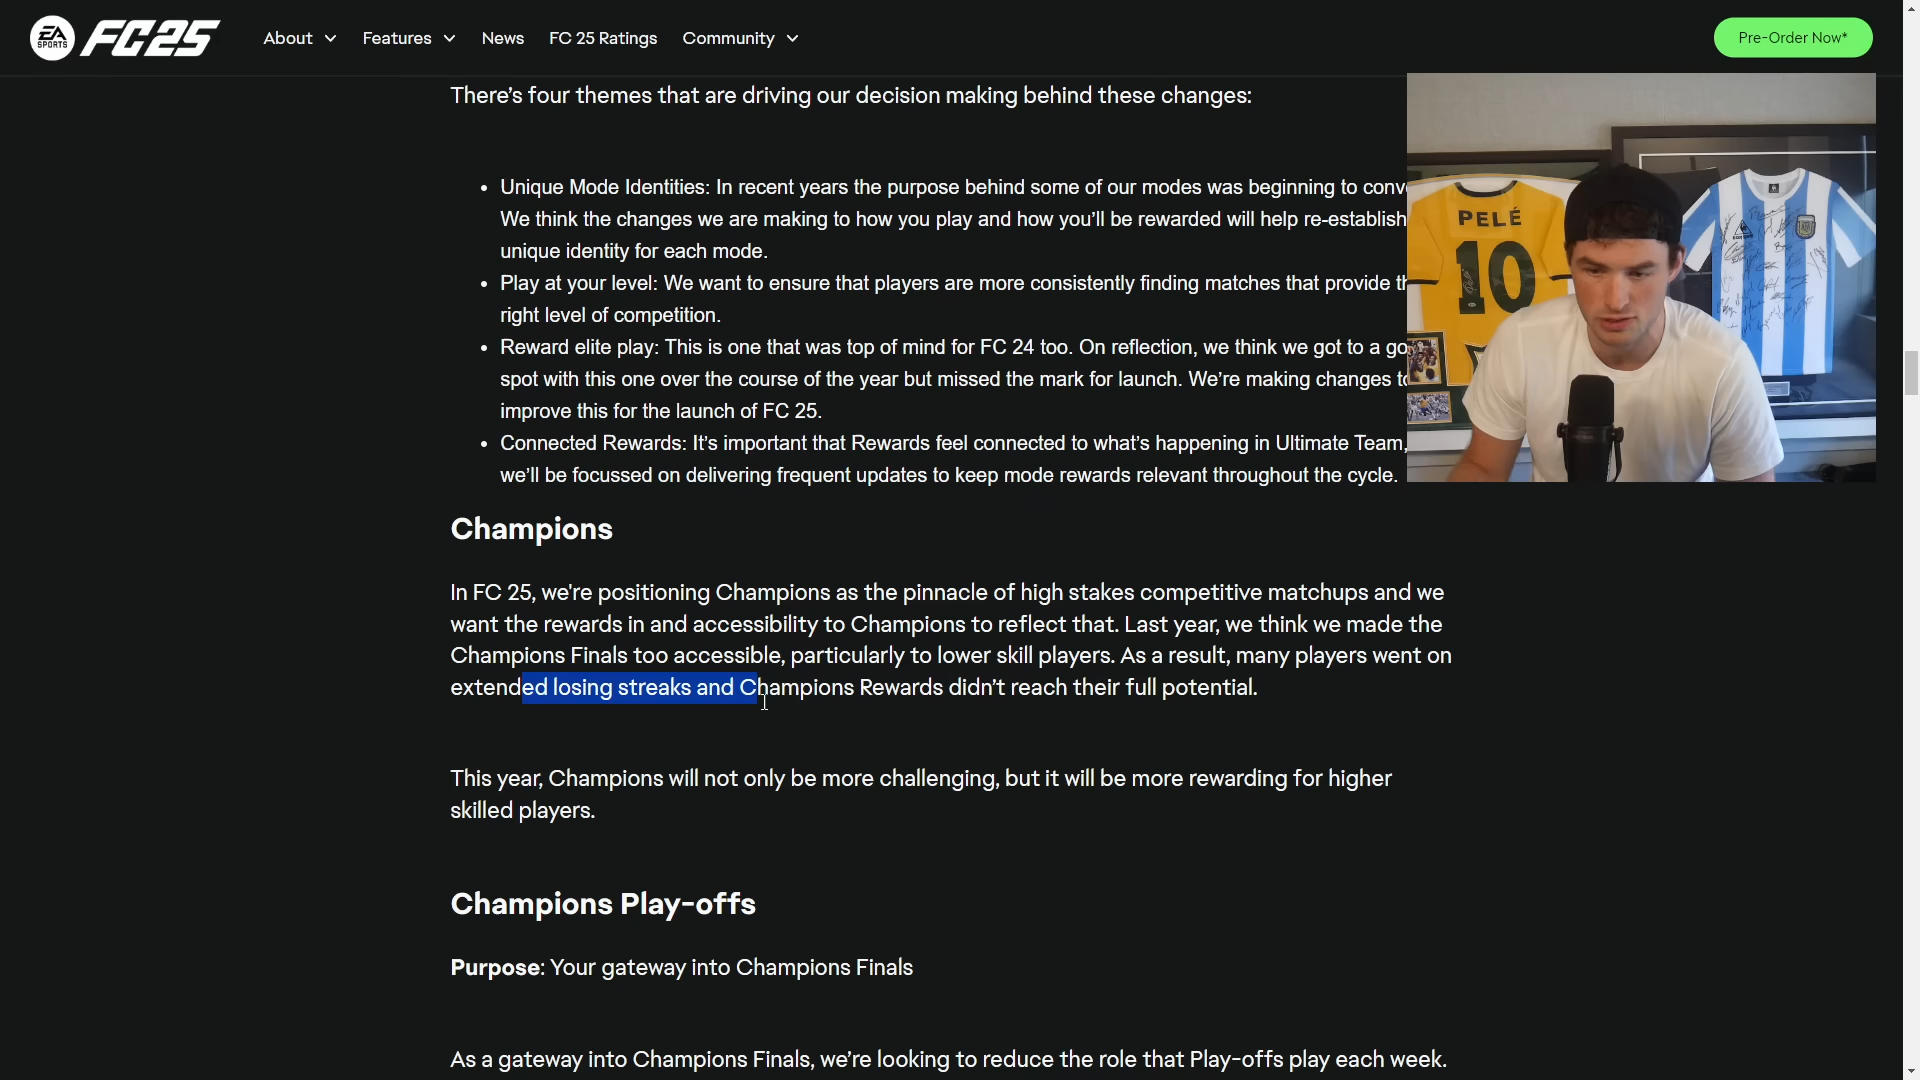 EA SPORTS FC 25 About Features News FC 25 Ratings Community Pre-Order Now*
There's four themes that are driving our decision making behind these changes:
• Unique Mode Identities: In recent years the purpose behind some of our modes was beginning to
We think the changes we are making to how you play and how you'll be rewarded will help re-establish
unique identity for each mode.
• Play at your level: We want to ensure that players are more consistently finding matches that provide
right level of competition.
• Reward elite play: This is one that was top of mind for FC 24 too. On reflection, we think we got to a
spot with this one over the course of the year but missed the mark for launch. We're making changes
improve this for the launch of FC 25.
• Connected Rewards: It's important that Rewards feel connected to what's happening in Ultimate Team,
we'll be focussed on delivering frequent updates to keep mode rewards relevant throughout the cycle.
PELÉ
10
Champions
In FC 25, we're positioning Champions as the pinnacle of high stakes competitive matchups and we
want the rewards in and accessibility to Champions to reflect that. Last year, we think we made the
Champions Finals too accessible, particularly to lower skill players. As a result, many players went on
extended losing streaks and Champions Rewards didn't reach their full potential.
This year, Champions will not only be more challenging, but it will be more rewarding for higher
skilled players.
Champions Play-offs
Purpose: Your gateway into Champions Finals
As a gateway into Champions Finals, we're looking to reduce the role that Play-offs play each week.